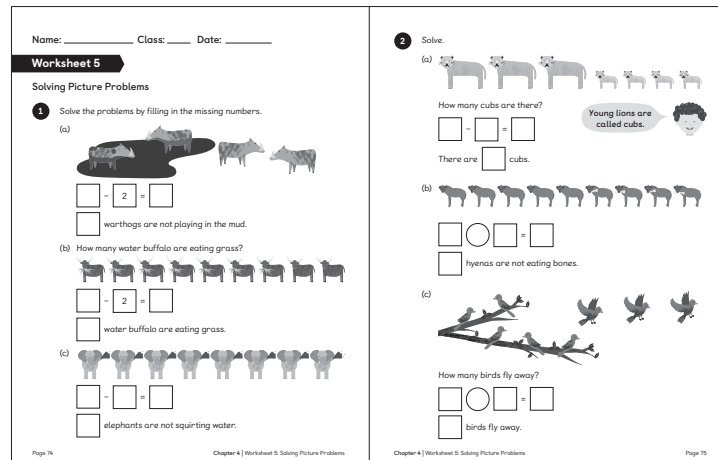 Name: ____________ Class: ____ Date: ________
Worksheet 5
Solving Picture Problems
1 Solve the problems by filling in the missing numbers.
(a)
- 2 =
warthogs are not playing in the mud.
(b) How many water buffalo are eating grass?
- 2 =
water buffalo are eating grass.
(c)
- =
elephants are not squirting water.
Page 74
Chapter 4 | Worksheet 5: Solving Picture Problems
2 Solve.
(a)
How many cubs are there?
Young lions are
called cubs.
- =
There are cubs.
(b)
=
hyenas are not eating bones.
(c)
How many birds fly away?
=
birds fly away.
Chapter 4 | Worksheet 5: Solving Picture Problems
Page 75